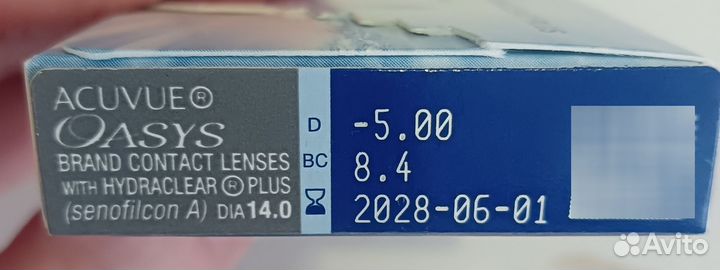 ACUVUE®
OASYS
BRAND CONTACT LENSES
WITH HYDRACLEAR® PLUS
(senofilcon A) DIA 14.0
D -5.00
BC 8.4
2028-06-01
Avito